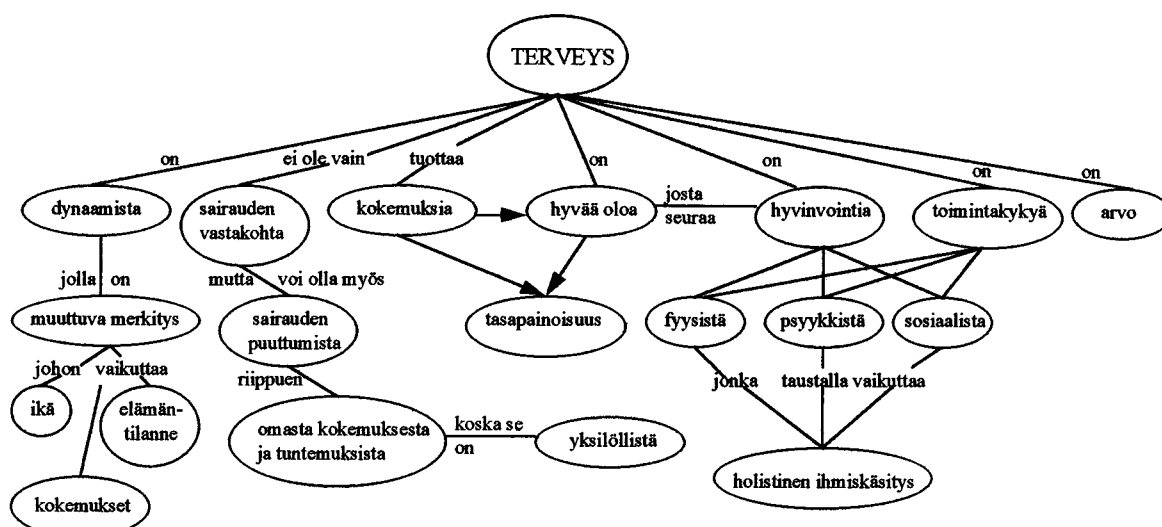 TERVEYS
on
ei ole vain
tuottaa
on
on
on
on
dynaamista
sairauden
vastakohta
kokemuksia
hyvää oloa
josta
seuraa
hyvinvointia
toimintakykyä
arvo
jolla on
mutta voi olla myös
muuttuva merkitys
sairauden
puuttumista
tasapainoisuus
fyysistä
psyykkistä
sosiaalista
johon vaikuttaa
riippuen
jonka taustalla vaikuttaa
ikä
elämän-
tilanne
omasta kokemuksesta
ja tuntemuksista
koska se
on
yksilöllistä
kokemukset
holistinen ihmiskäsitys